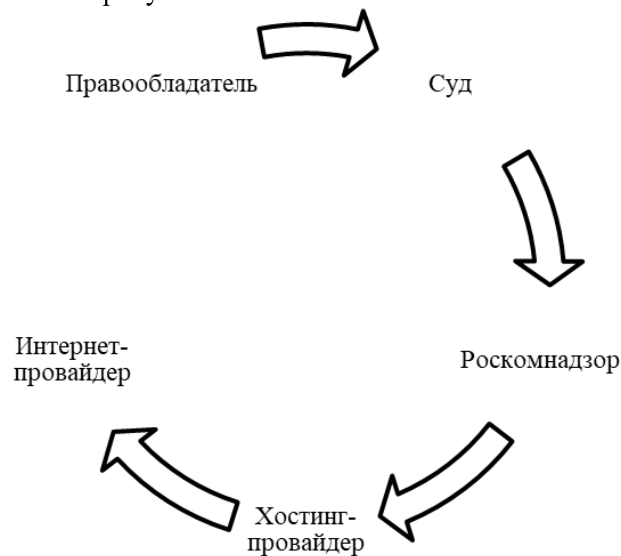 Правообладатель
Суд
Роскомнадзор
Хостинг-
провайдер
Интернет-
провайдер